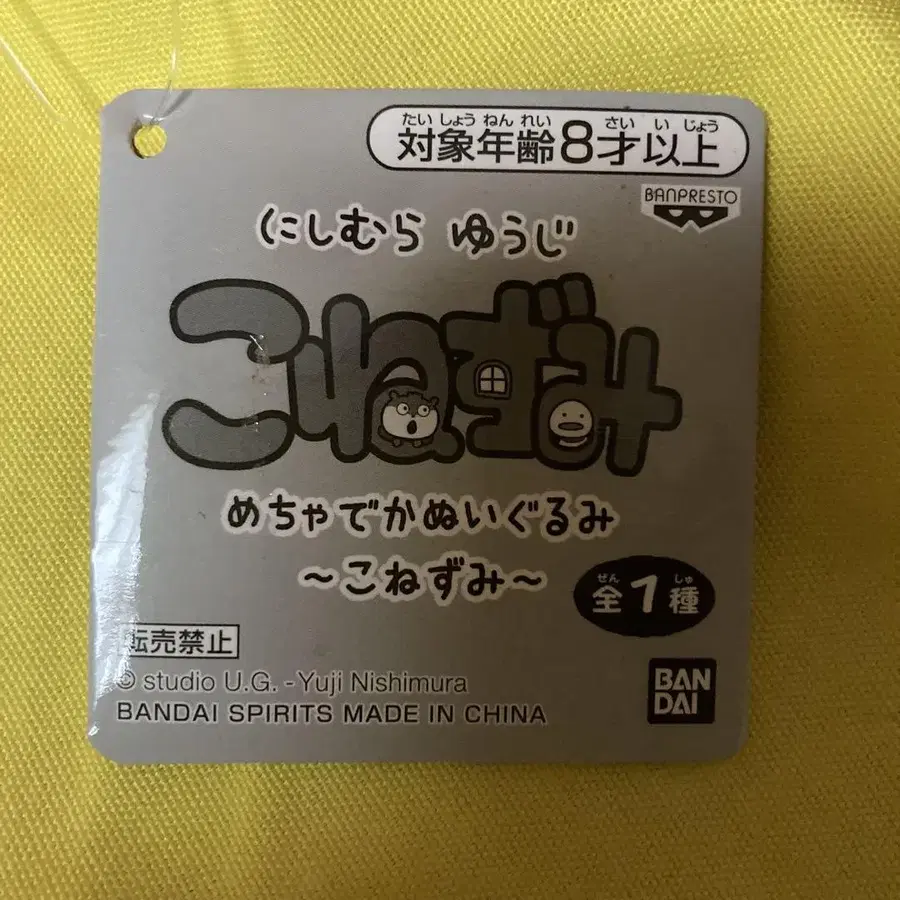 たいしょうねんれい さいいじょう
対象年齢8才以上
BANPRESTO
にしむら ゆうじ
こねずみ
めちゃでかぬいぐるみ
～こねずみ～
ぜん しゅ
全1種
転売禁止
© studio U.G. - Yuji Nishimura
BANDAI SPIRITS MADE IN CHINA
BAN
DAI